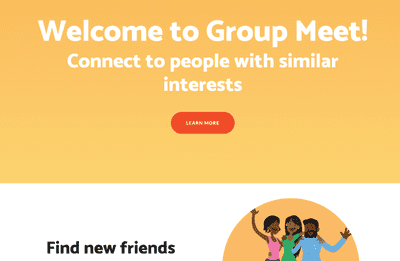 Welcome to Group Meet!
Connect to people with similar
interests
LEARN MORE
Find new friends